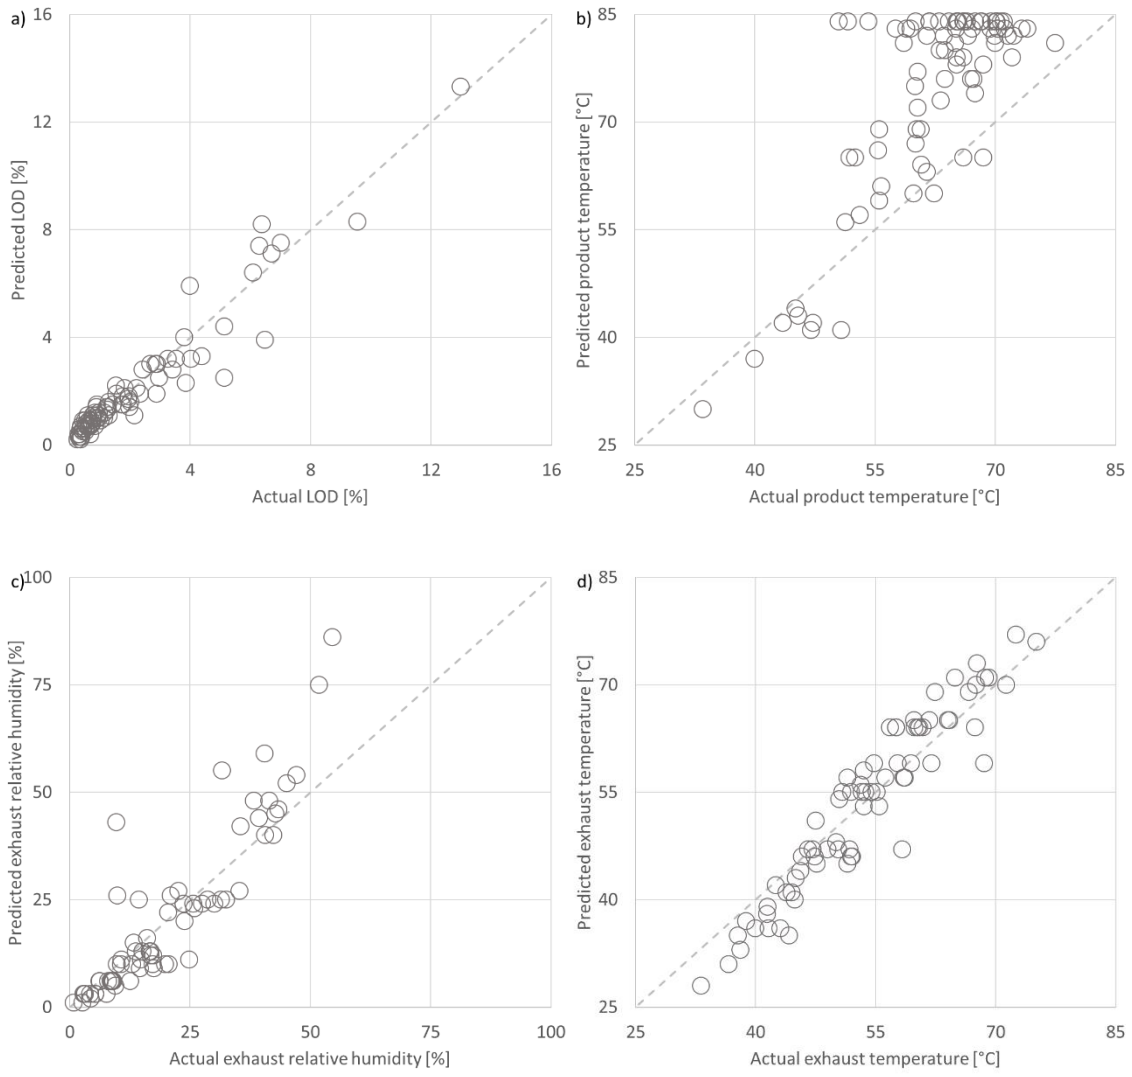 a)
16
12
8
4
0
0 4 8 12 16
Predicted LOD [%]
Actual LOD [%]
b)
85
70
55
40
25
25 40 55 70 85
Predicted product temperature [°C]
Actual product temperature [°C]
c)
100
75
50
25
0
0 25 50 75 100
Predicted exhaust relative humidity [%]
Actual exhaust relative humidity [%]
d)
85
70
55
40
25
25 40 55 70 85
Predicted exhaust temperature [°C]
Actual exhaust temperature [°C]